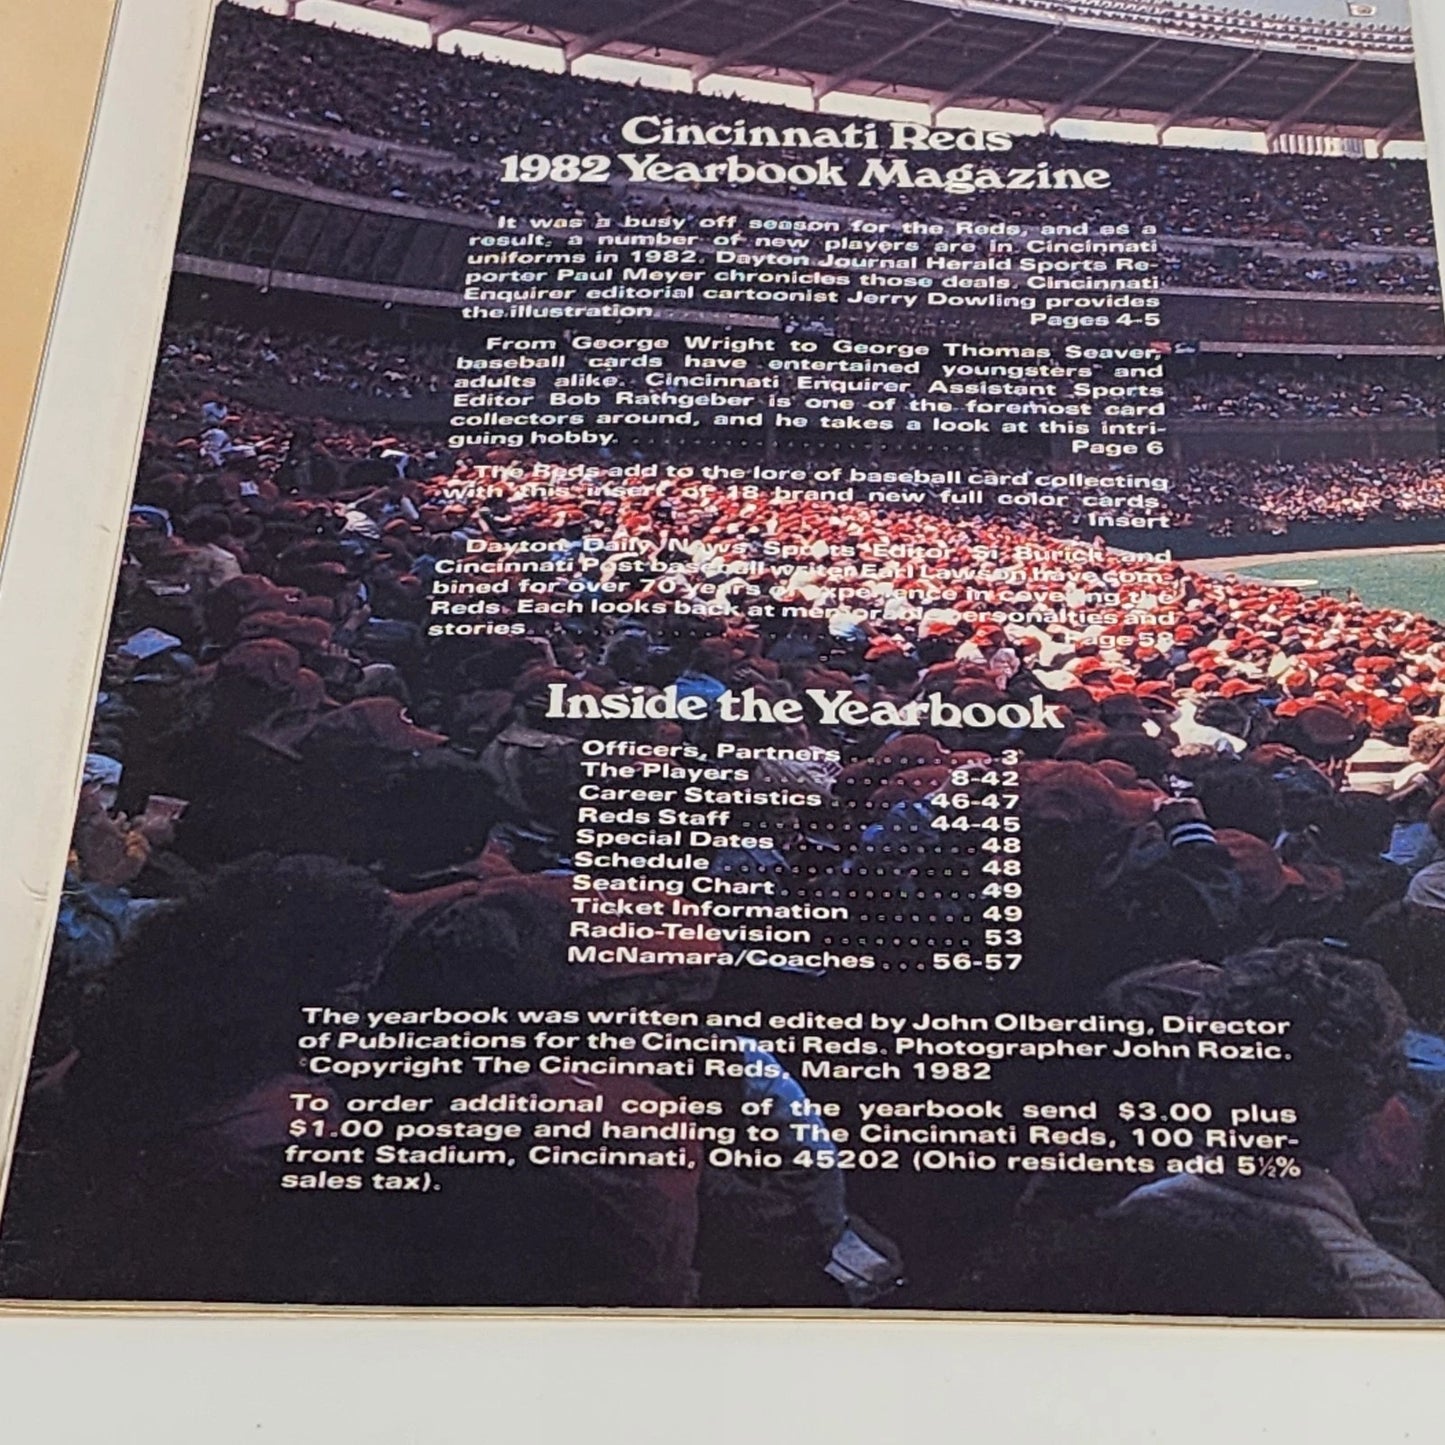 Cincinnati Reds
1982 Yearbook Magazine
It was a busy off season for the Reds, and as a
result, a number of new players are in Cincinnati
uniforms in 1982. Dayton Journal Herald Sports Re-
porter Paul Meyer chronicles those deals. Cincinnati
Enquirer editorial cartoonist Jerry Dowling provides
the illustration. . . . . . . . . . . . . . . . . . . . Pages 4-5
From George Wright to George Thomas Seaver,
baseball cards have entertained youngsters and
adults alike. Cincinnati Enquirer Assistant Sports
Editor Bob Rathgeber is one of the foremost card
collectors around, and he takes a look at this intri-
guing hobby. . . . . . . . . . . . . . . . . . . . Page 6
The Reds add to the lore of baseball card collecting
with this insert of 18 brand new full color cards.
Insert
Dayton Daily News Sports Editor Si Burick and
Cincinnati Post baseball writer Earl Lawson have com-
bined for over 70 years of experience in covering the
Reds. Each looks back at memorable personalties and
stories. . . . . . . . . . . . . . . . . . . . Page 58
Inside the Yearbook
Officers, Partners . . . . . . . . . 3
The Players . . . . . . . . . . . 8-42
Career Statistics . . . . . . 46-47
Reds Staff . . . . . . . . . . . 44-45
Special Dates . . . . . . . . . . . . 48
Schedule . . . . . . . . . . . . . . . . 48
Seating Chart . . . . . . . . . . . . 49
Ticket Information . . . . . . . 49
Radio-Television . . . . . . . . . 53
McNamara/Coaches . . . 56-57
The yearbook was written and edited by John Olberding, Director
of Publications for the Cincinnati Reds. Photographer John Rozic.
©Copyright The Cincinnati Reds, March 1982
To order additional copies of the yearbook send $3.00 plus
$1.00 postage and handling to The Cincinnati Reds, 100 River-
front Stadium, Cincinnati, Ohio 45202 (Ohio residents add 5½%
sales tax).